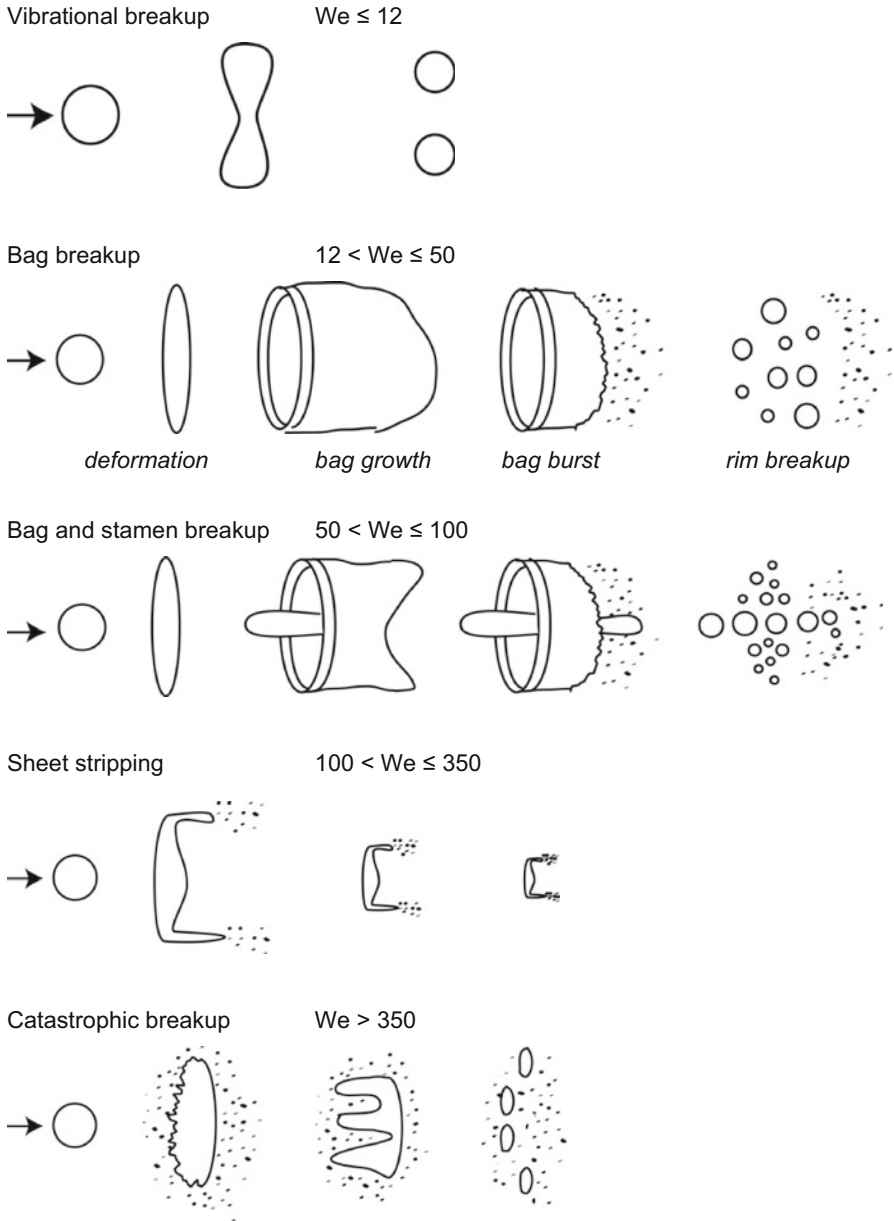 Vibrational breakup We ≤ 12
Bag breakup 12 < We ≤ 50
deformation bag growth bag burst rim breakup
Bag and stamen breakup 50 < We ≤ 100
Sheet stripping 100 < We ≤ 350
Catastrophic breakup We > 350